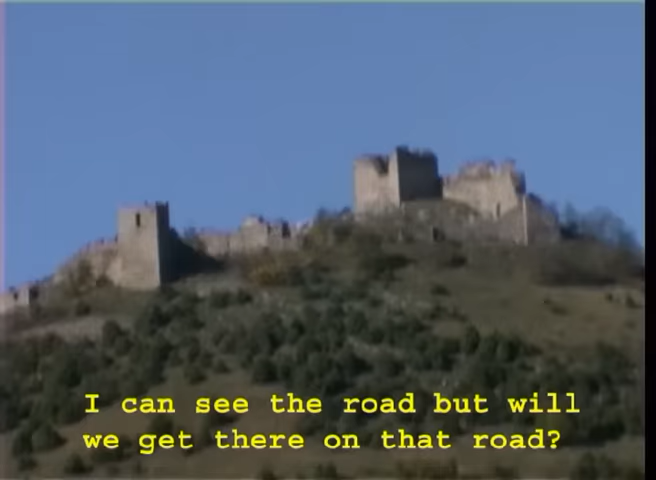 I can see the road but will
we get there on that road?